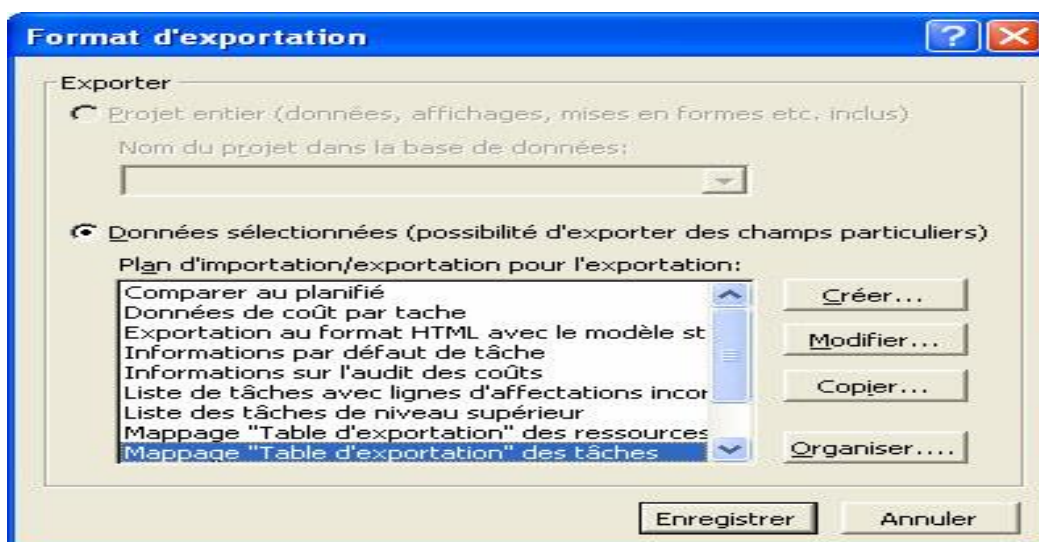 Format d'exportation
Exporter
Projet entier (données, affichages, mises en formes etc. inclus)
Nom du projet dans la base de données:
Données sélectionnées (possibilité d'exporter des champs particuliers)
Plan d'importation/exportation pour l'exportation:
Comparer au planifié
Données de coût par tache
Exportation au format HTML avec le modèle st
Informations par défaut de tâche
Informations sur l'audit des coûts
Liste de tâches avec lignes d'affectations incor
Liste des tâches de niveau supérieur
Mappage "Table d'exportation" des ressources
Mappage "Table d'exportation" des tâches
Créer...
Modifier...
Copier...
Organiser....
Enregistrer
Annuler